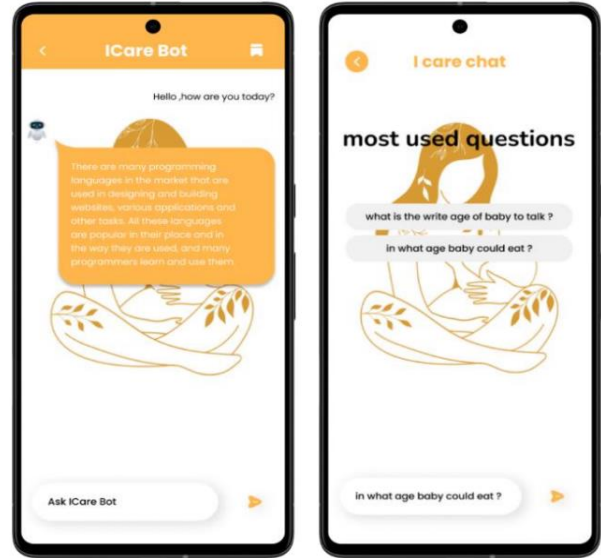 ICare Bot
Hello ,how are you today?
There are many programming
languages in the market that are
used in designing and building
websites, various applications and
other tasks. All these languages
are popular in their place and in
the way they are used, and many
programmers learn and use them.
Ask ICare Bot
I care chat
most used questions
what is the write age of baby to talk ?
in what age baby could eat ?
in what age baby could eat ?